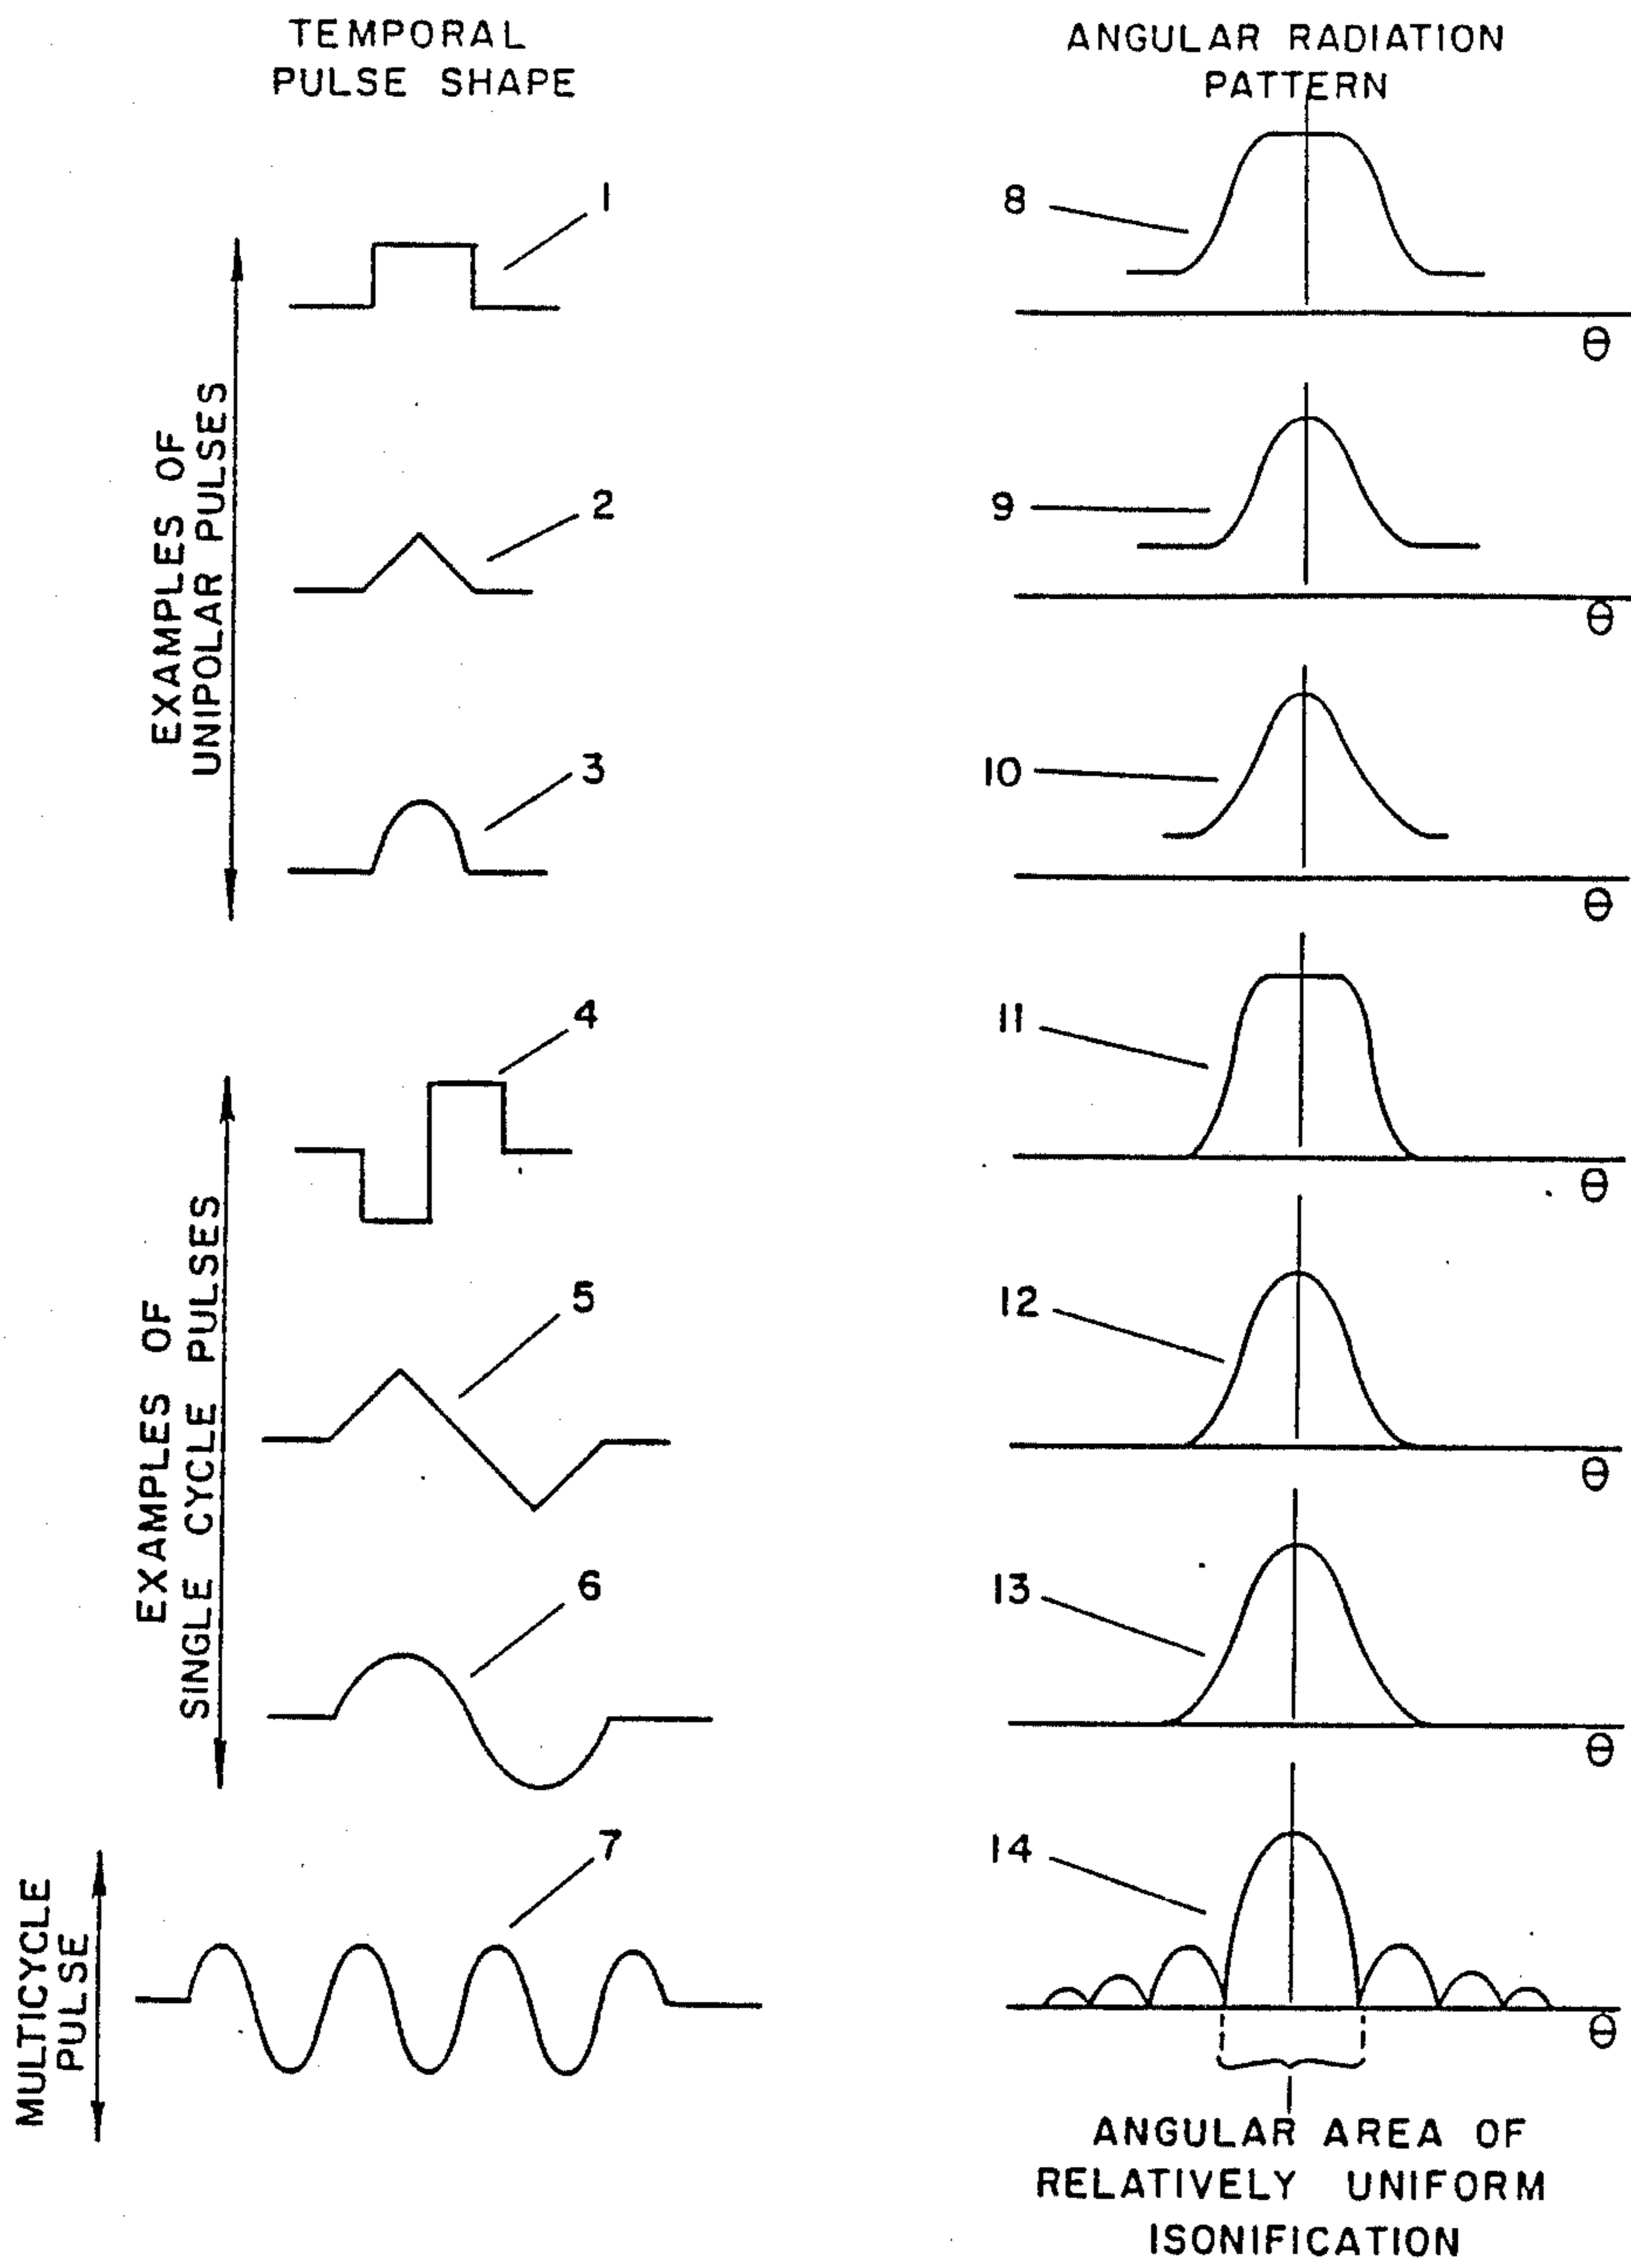 TEMPORAL
PULSE SHAPE
ANGULAR RADIATION
PATTERN
EXAMPLES OF
UNIPOLAR PULSES
1
8
θ
2
9
θ
3
10
θ
EXAMPLES OF
SINGLE CYCLE PULSES
4
11
θ
5
12
θ
6
13
θ
MULTICYCLE
PULSE
7
14
θ
ANGULAR AREA OF
RELATIVELY UNIFORM
ISONIFICATION